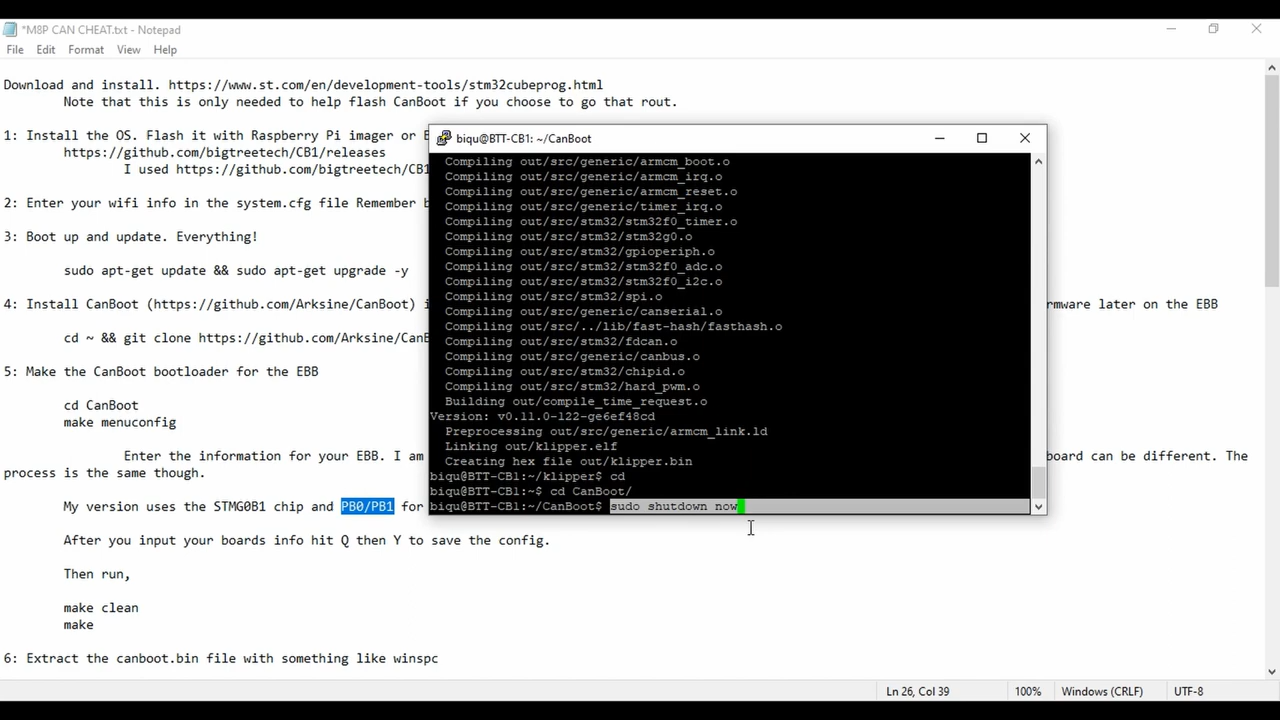 *M8P CAN CHEAT.txt - Notepad
File Edit Format View Help
Download and install. https://www.st.com/en/development-tools/stm32cubeprog.html
Note that this is only needed to help flash CanBoot if you choose to go that rout.
1: Install the OS. Flash it with Raspberry Pi imager or B
https://github.com/bigtreetech/CB1/releases
I used https://github.com/bigtreetech/CB1
2: Enter your wifi info in the system.cfg file Remember b
3: Boot up and update. Everything!
sudo apt-get update && sudo apt-get upgrade -y
4: Install CanBoot (https://github.com/Arksine/CanBoot) i
rmware later on the EBB
cd ~ && git clone https://github.com/Arksine/CanB
5: Make the CanBoot bootloader for the EBB
cd CanBoot
make menuconfig
Enter the information for your EBB. I am
board can be different. The
process is the same though.
My version uses the STMG0B1 chip and PB0/PB1 for
After you input your boards info hit Q then Y to save the config.
Then run,
make clean
make
6: Extract the canboot.bin file with something like winspc
biqu@BTT-CB1: ~/CanBoot
Compiling out/src/generic/armcm_boot.o
Compiling out/src/generic/armcm_irq.o
Compiling out/src/generic/armcm_reset.o
Compiling out/src/generic/timer_irq.o
Compiling out/src/stm32/stm32f0_timer.o
Compiling out/src/stm32/stm32g0.o
Compiling out/src/stm32/gpioperiph.o
Compiling out/src/stm32/stm32f0_adc.o
Compiling out/src/stm32/stm32f0_i2c.o
Compiling out/src/stm32/spi.o
Compiling out/src/generic/canserial.o
Compiling out/src/../lib/fast-hash/fasthash.o
Compiling out/src/stm32/fdcan.o
Compiling out/src/generic/canbus.o
Compiling out/src/stm32/chipid.o
Compiling out/src/stm32/hard_pwm.o
Building out/compile_time_request.o
Version: v0.11.0-122-ge6ef48cd
Preprocessing out/src/generic/armcm_link.ld
Linking out/klipper.elf
Creating hex file out/klipper.bin
biqu@BTT-CB1:~/klipper$ cd
biqu@BTT-CB1:~$ cd CanBoot/
biqu@BTT-CB1:~/CanBoot$ sudo shutdown now
Ln 26, Col 39 100% Windows (CRLF) UTF-8